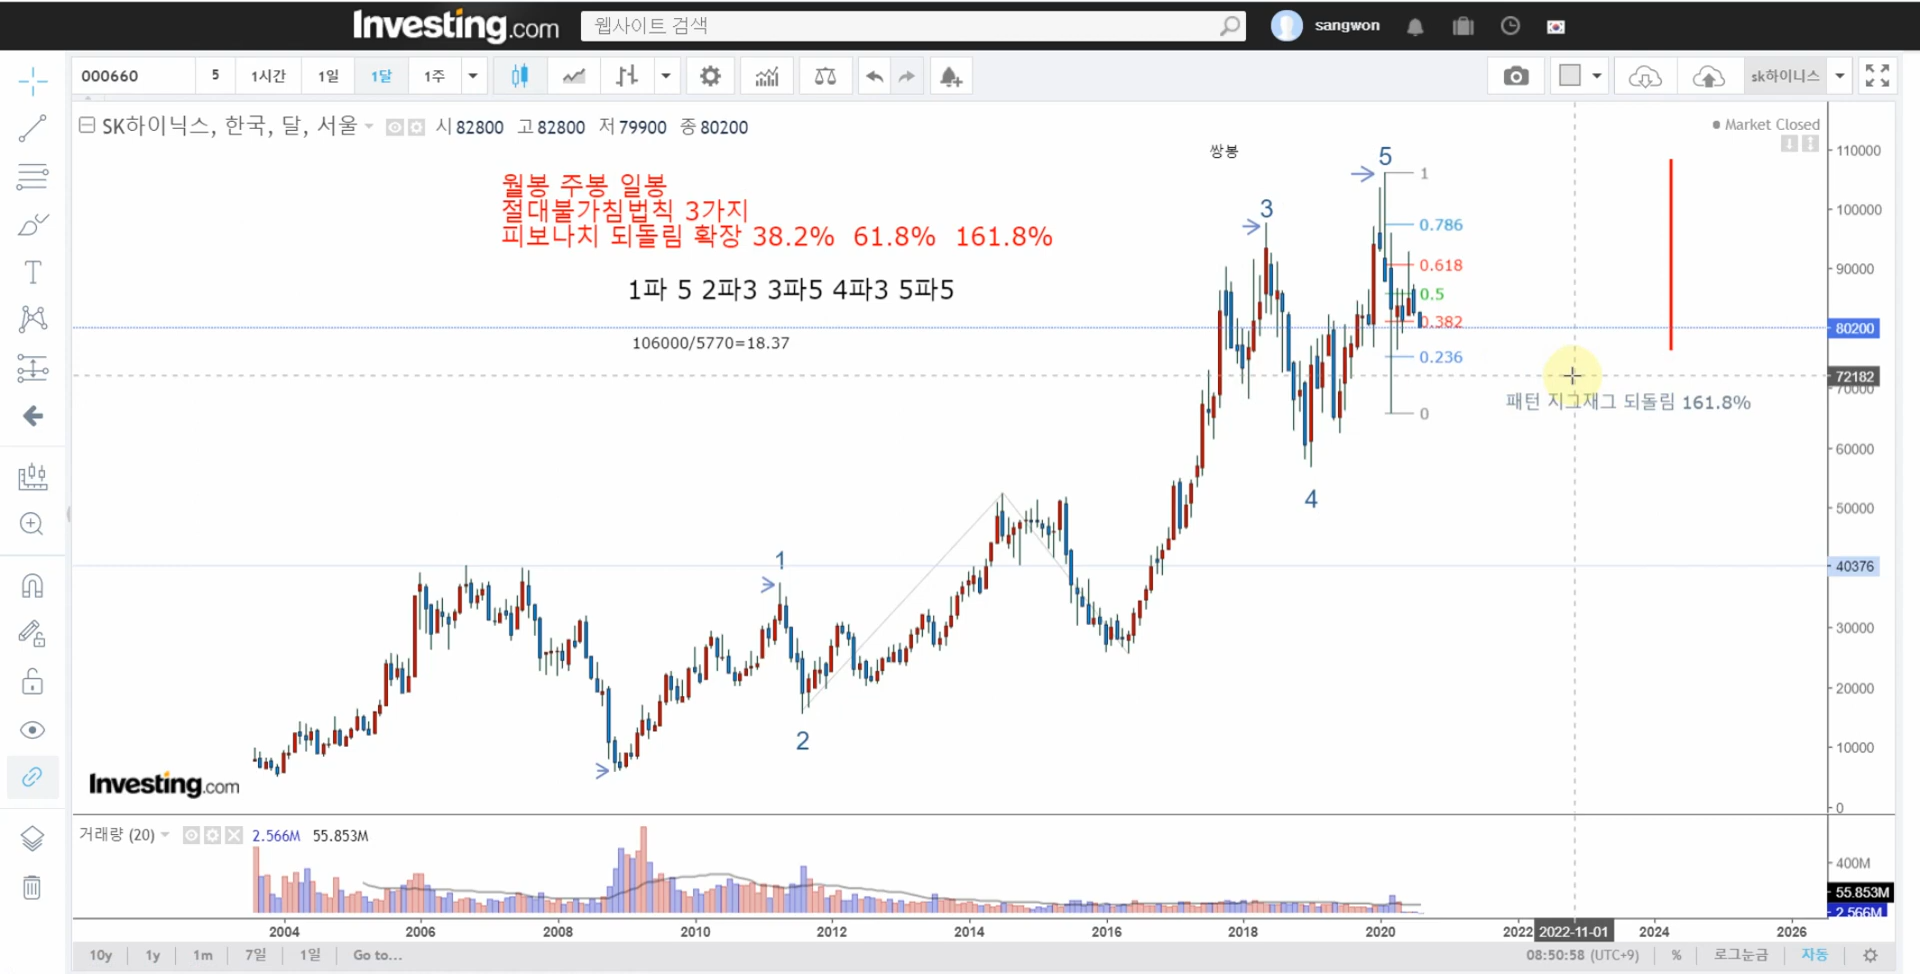 Investing.com
웹사이트 검색
sangwon
000660
5
1시간
1일
1달
1주
sk하이닉스
SK하이닉스, 한국, 달, 서울
시 82800 고 82800 저 79900 종 80200
Market Closed
쌍봉
월봉 주봉 일봉
절대불가침법칙 3가지
피보나치 되돌림 확장 38.2% 61.8% 161.8%
1파 5 2파3 3파5 4파3 5파5
106000/5770=18.37
1
2
3
4
5
1
0.786
0.618
0.5
0.382
0.236
0
패턴 지그재그 되돌림 161.8%
110000
100000
90000
80200
72182
70000
60000
50000
40376
30000
20000
10000
0
Investing.com
거래량 (20)
2.566M 55.853M
400M
55.853M
2.566M
2004
2006
2008
2010
2012
2014
2016
2018
2020
2022
2022-11-01
2024
2026
10y
1y
1m
7일
1일
Go to...
08:50:58 (UTC+9)
%
로그눈금
자동